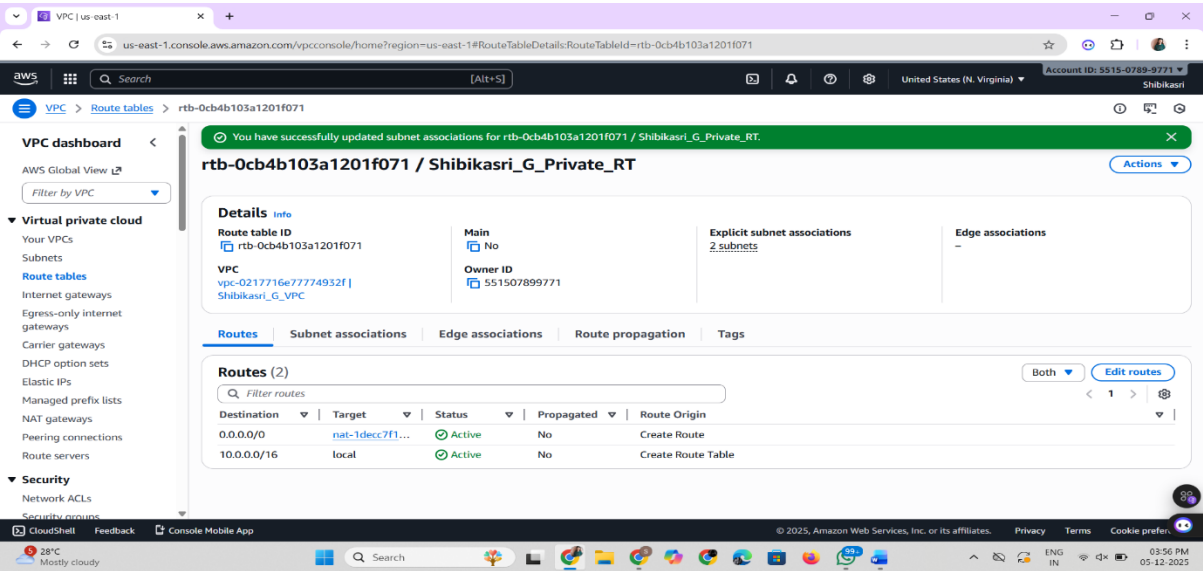 VPC | us-east-1
us-east-1.console.aws.amazon.com/vpcconsole/home?region=us-east-1#RouteTableDetails:RouteTableId=rtb-0cb4b103a1201f071
aws Search [Alt+S] United States (N. Virginia) Account ID: 5515-0789-9771
Shibikasri
VPC > Route tables > rtb-0cb4b103a1201f071
VPC dashboard
AWS Global View
Filter by VPC
Virtual private cloud
Your VPCs
Subnets
Route tables
Internet gateways
Egress-only internet
gateways
Carrier gateways
DHCP option sets
Elastic IPs
Managed prefix lists
NAT gateways
Peering connections
Route servers
Security
Network ACLs
Security groups
You have successfully updated subnet associations for rtb-0cb4b103a1201f071 / Shibikasri_G_Private_RT.
rtb-0cb4b103a1201f071 / Shibikasri_G_Private_RT
Actions
Details Info
Route table ID
rtb-0cb4b103a1201f071
Main
No
Explicit subnet associations
2 subnets
Edge associations
–
VPC
vpc-0217716e77774932f |
Shibikasri_G_VPC
Owner ID
551507899771
Routes Subnet associations Edge associations Route propagation Tags
Routes (2)
Both Edit routes
Filter routes
1
Destination Target Status Propagated Route Origin
0.0.0.0/0 nat-1decc7f1... Active No Create Route
10.0.0.0/16 local Active No Create Route Table
CloudShell Feedback Console Mobile App © 2025, Amazon Web Services, Inc. or its affiliates. Privacy Terms Cookie prefer
5
28°C
Mostly cloudy
Search
99+
ENG
IN
03:56 PM
05-12-2025